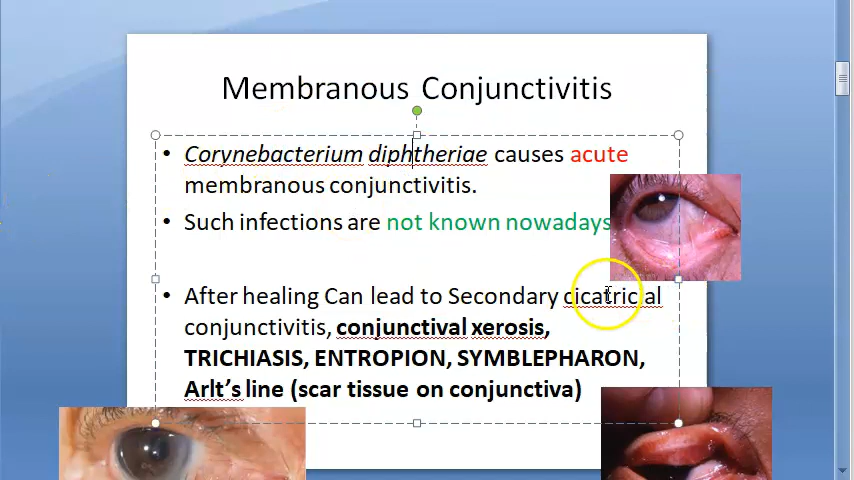 Membranous Conjunctivitis
• Corynebacterium diphtheriae causes acute
membranous conjunctivitis.
• Such infections are not known nowadays
• After healing Can lead to Secondary cicatricial
conjunctivitis, conjunctival xerosis,
TRICHIASIS, ENTROPION, SYMBLEPHARON,
Arlt’s line (scar tissue on conjunctiva)